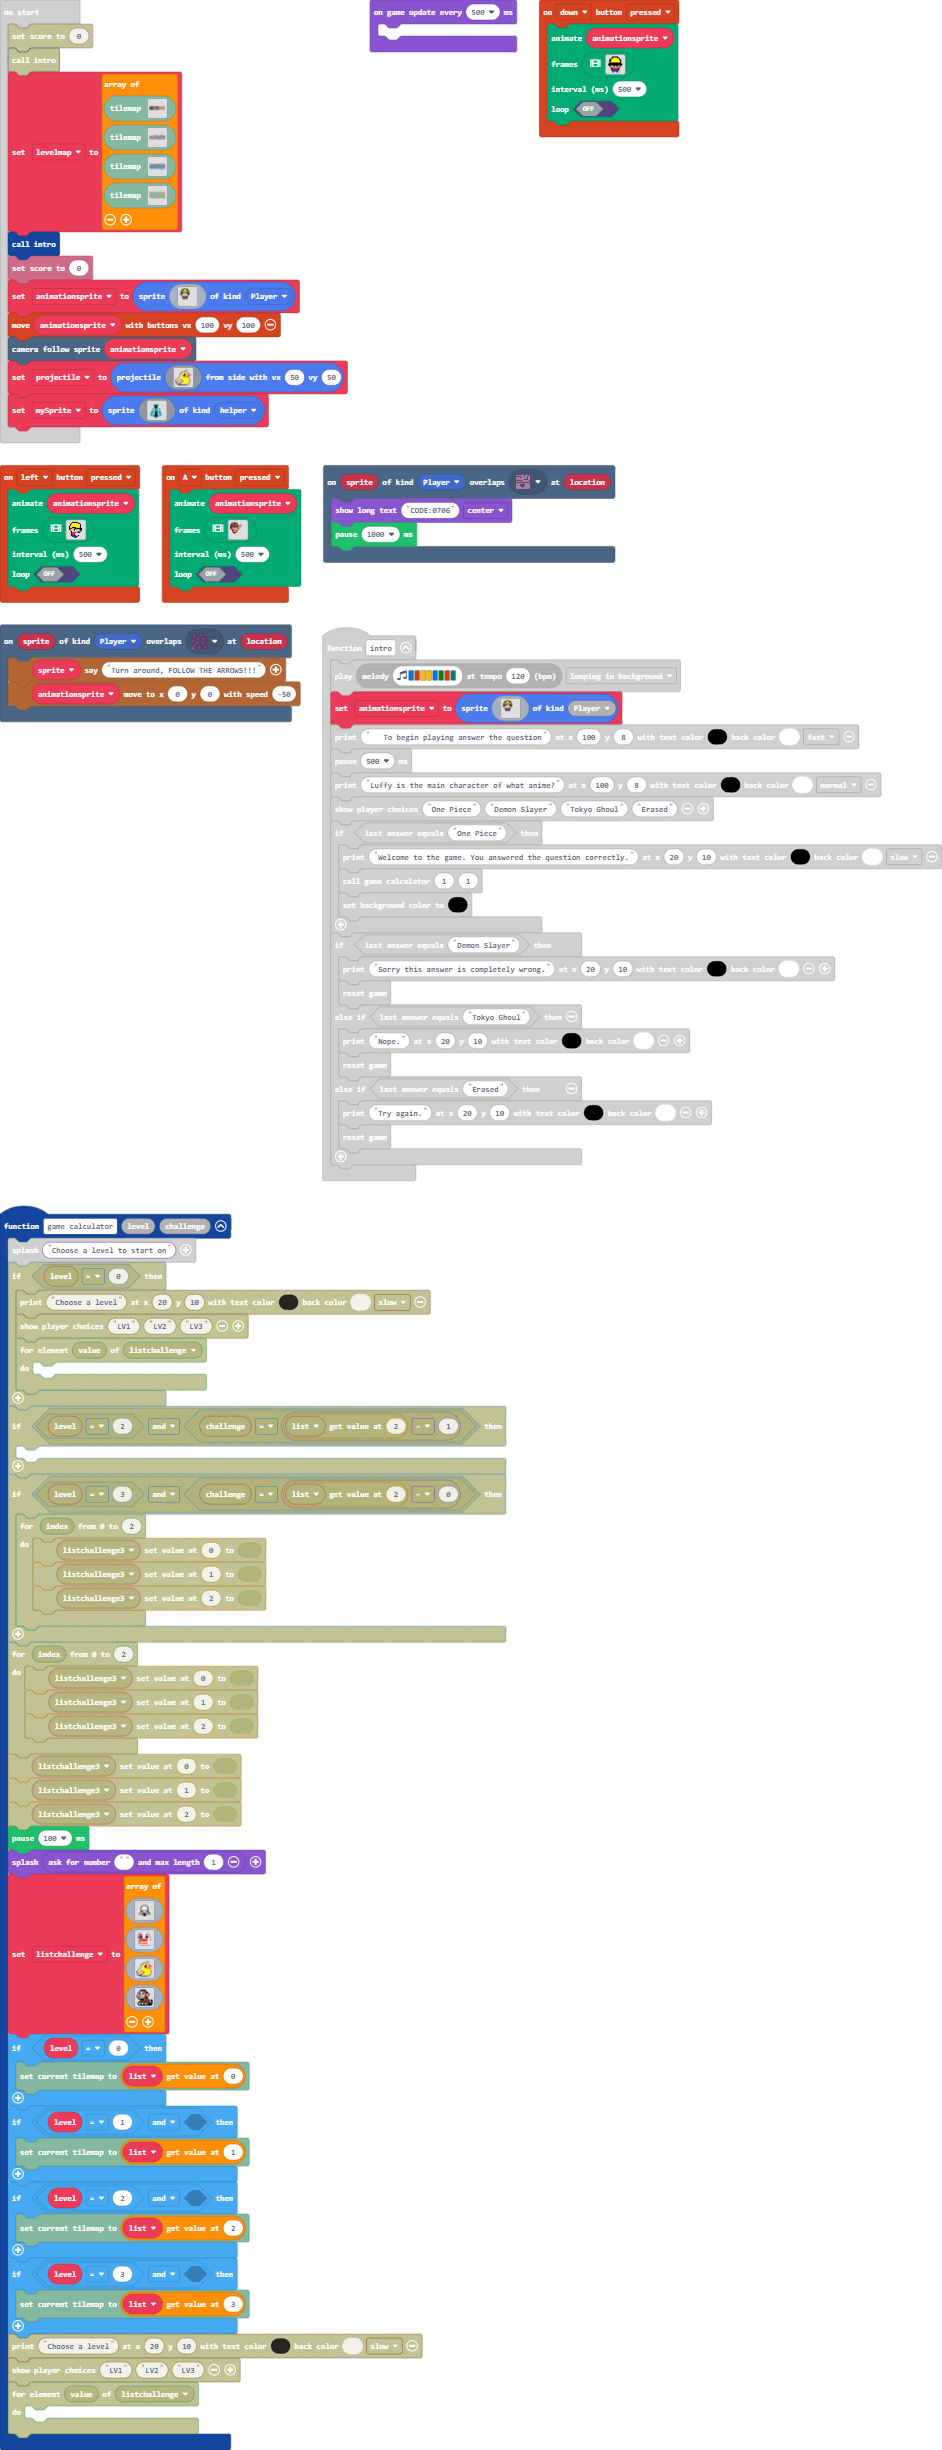 on start
set score to 0
call intro
set levelmap to array of
tilemap
tilemap
tilemap
tilemap
call intro
set score to 0
set animationsprite to sprite of kind Player
move animationsprite with buttons vx 100 vy 100
camera follow sprite animationsprite
set projectile to projectile from side with vx 50 vy 50
set mySprite to sprite of kind helper
on game update every 500 ms
on down button pressed
animate animationsprite
frames
interval (ms) 500
loop OFF
on left button pressed
animate animationsprite
frames
interval (ms) 500
loop OFF
on A button pressed
animate animationsprite
frames
interval (ms) 500
loop OFF
on sprite of kind Player overlaps at location
show long text "CODE:0706" center
pause 1000 ms
on sprite of kind Player overlaps at location
sprite say "Turn around, FOLLOW THE ARROWS!!!"
animationsprite move to x 0 y 0 with speed -50
function intro
play melody at tempo 120 (bpm) looping in background
set animationsprite to sprite of kind Player
print " To begin playing answer the question" at x 100 y 8 with text color back color fast
pause 500 ms
print "Luffy is the main character of what anime?" at x 100 y 8 with text color back color normal
show player choices "One Piece" "Demon Slayer" "Tokyo Ghoul" "Erased"
if last answer equals "One Piece" then
print "Welcome to the game. You answered the question correctly." at x 20 y 10 with text color back color slow
call game calculator 1 1
set background color to
if last answer equals "Demon Slayer" then
print "Sorry this answer is completely wrong." at x 20 y 10 with text color back color
reset game
else if last answer equals "Tokyo Ghoul" then
print "Nope." at x 20 y 10 with text color back color
reset game
else if last answer equals "Erased" then
print "Try again." at x 20 y 10 with text color back color
reset game
function game calculator level challenge
splash "Choose a level to start on"
if level = 0 then
print "Choose a level" at x 20 y 10 with text color back color slow
show player choices "LV1" "LV2" "LV3"
for element value of listchallenge
do
if level = 2 and challenge = list get value at 2 - 1 then
if level = 3 and challenge = list get value at 2 - 0 then
for index from 0 to 2
do listchallenge3 set value at 0 to
listchallenge3 set value at 1 to
listchallenge3 set value at 2 to
for index from 0 to 2
do listchallenge3 set value at 0 to
listchallenge3 set value at 1 to
listchallenge3 set value at 2 to
listchallenge3 set value at 0 to
listchallenge3 set value at 1 to
listchallenge3 set value at 2 to
pause 100 ms
splash ask for number "" and max length 1
set listchallenge to array of
if level = 0 then
set current tilemap to list get value at 0
if level = 1 and then
set current tilemap to list get value at 1
if level = 2 and then
set current tilemap to list get value at 2
if level = 3 and then
set current tilemap to list get value at 3
print "Choose a level" at x 20 y 10 with text color back color slow
show player choices "LV1" "LV2" "LV3"
for element value of listchallenge
do